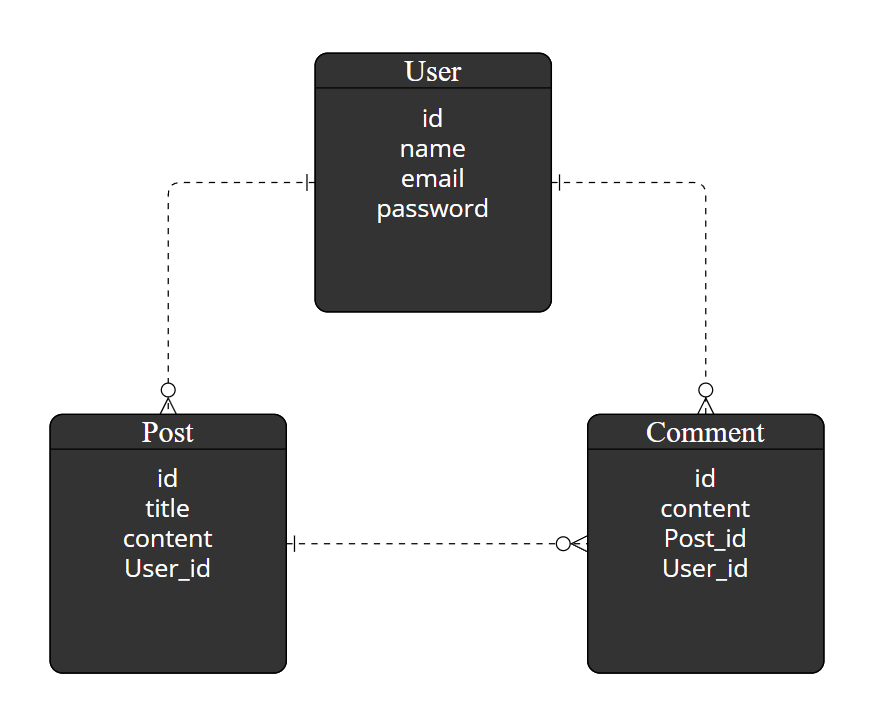 User
id
name
email
password
Post
id
title
content
User_id
Comment
id
content
Post_id
User_id